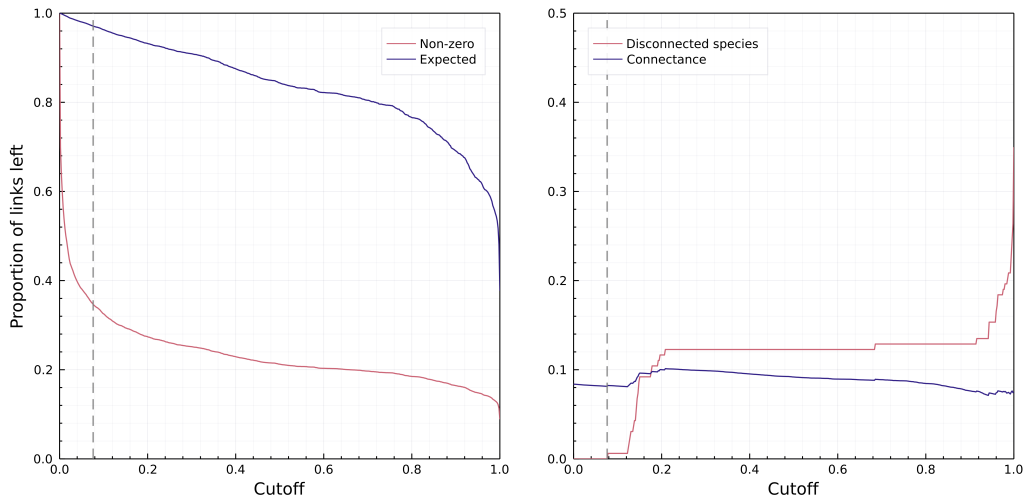 Proportion of links left
1.0
0.8
0.6
0.4
0.2
0.0
Non-zero
Expected
0.0 0.2 0.4 0.6 0.8 1.0
Cutoff
0.5
0.4
0.3
0.2
0.1
0.0
Disconnected species
Connectance
0.0 0.2 0.4 0.6 0.8 1.0
Cutoff